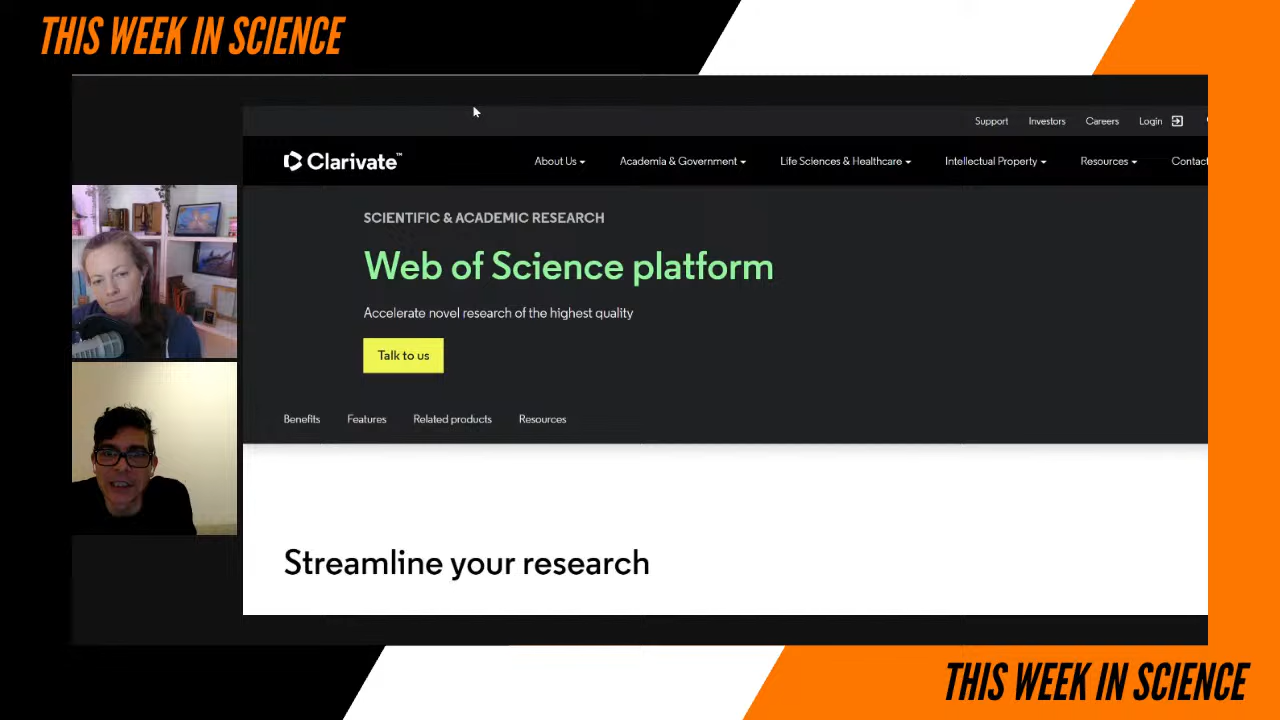 THIS WEEK IN SCIENCE
Support Investors Careers Login
Clarivate™ About Us Academia & Government Life Sciences & Healthcare Intellectual Property Resources Contact
SCIENTIFIC & ACADEMIC RESEARCH
Web of Science platform
Accelerate novel research of the highest quality
Talk to us
Benefits Features Related products Resources
Streamline your research
THIS WEEK IN SCIENCE